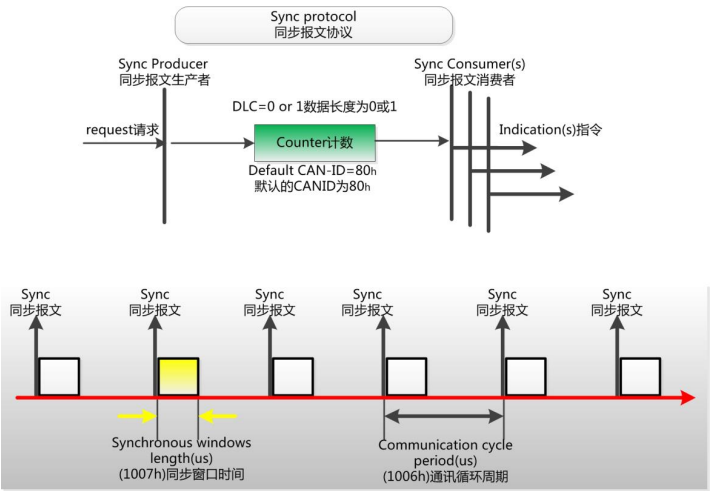 Sync protocol
同步报文协议
Sync Producer
同步报文生产者
Sync Consumer(s)
同步报文消费者
DLC=0 or 1数据长度为0或1
request请求
Counter计数
Indication(s)指令
Default CAN-ID=80h
默认的CANID为80h
Sync
同步报文
Sync
同步报文
Sync
同步报文
Sync
同步报文
Sync
同步报文
Sync
同步报文
Synchronous windows
length(us)
(1007h)同步窗口时间
Communication cycle
period(us)
(1006h)通讯循环周期